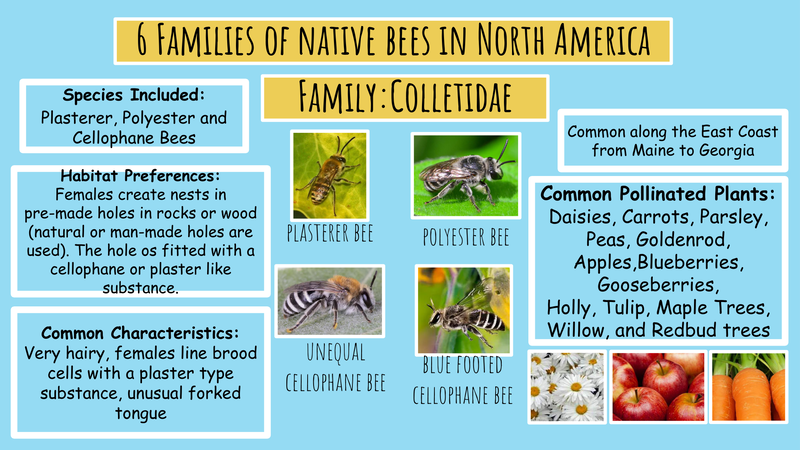 6 Families of native bees in North America
Family:Colletidae
Species Included:
Plasterer, Polyester and
Cellophane Bees
Habitat Preferences:
Females create nests in
pre-made holes in rocks or wood
(natural or man-made holes are
used). The hole os fitted with a
cellophane or plaster like
substance.
Common Characteristics:
Very hairy, females line brood
cells with a plaster type
substance, unusual forked
tongue
plasterer bee
polyester bee
unequal
cellophane bee
blue footed
cellophane bee
Common along the East Coast
from Maine to Georgia
Common Pollinated Plants:
Daisies, Carrots, Parsley,
Peas, Goldenrod,
Apples,Blueberries,
Gooseberries,
Holly, Tulip, Maple Trees,
Willow, and Redbud trees